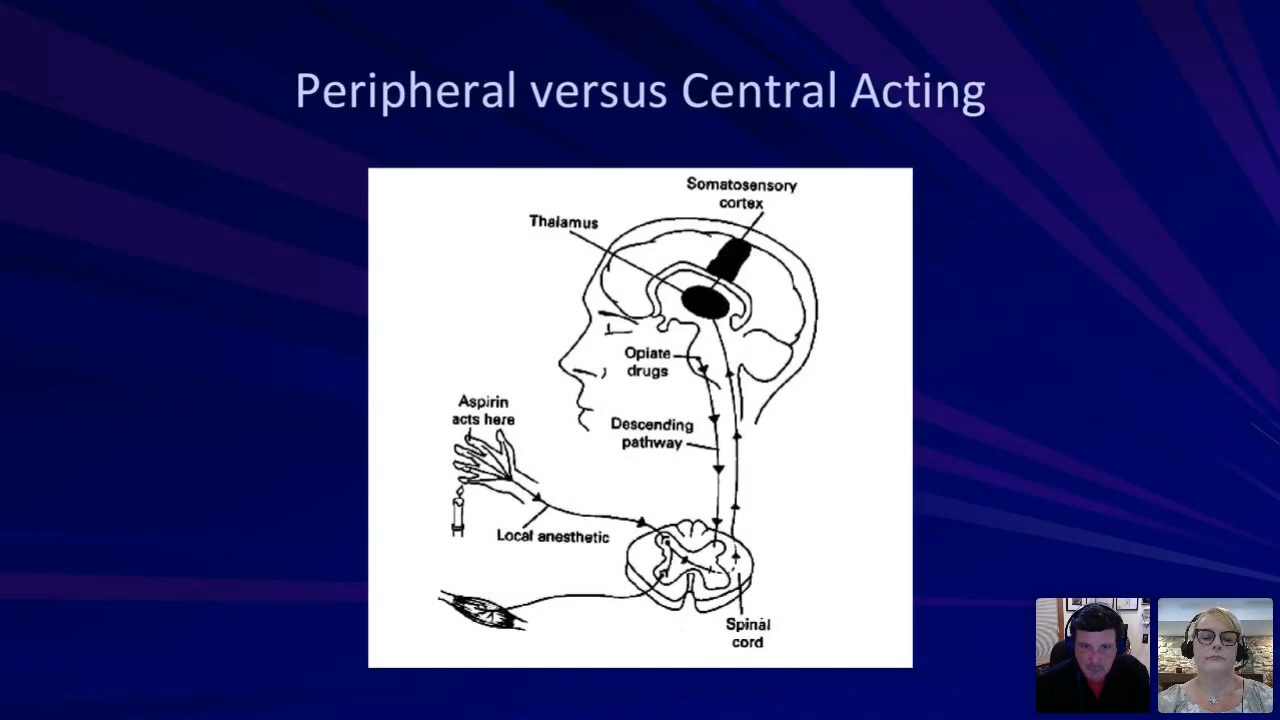 Peripheral versus Central Acting
Somatosensory
cortex
Thalamus
Opiate
drugs
Aspirin
acts here
Descending
pathway
Local anesthetic
Spinal
cord